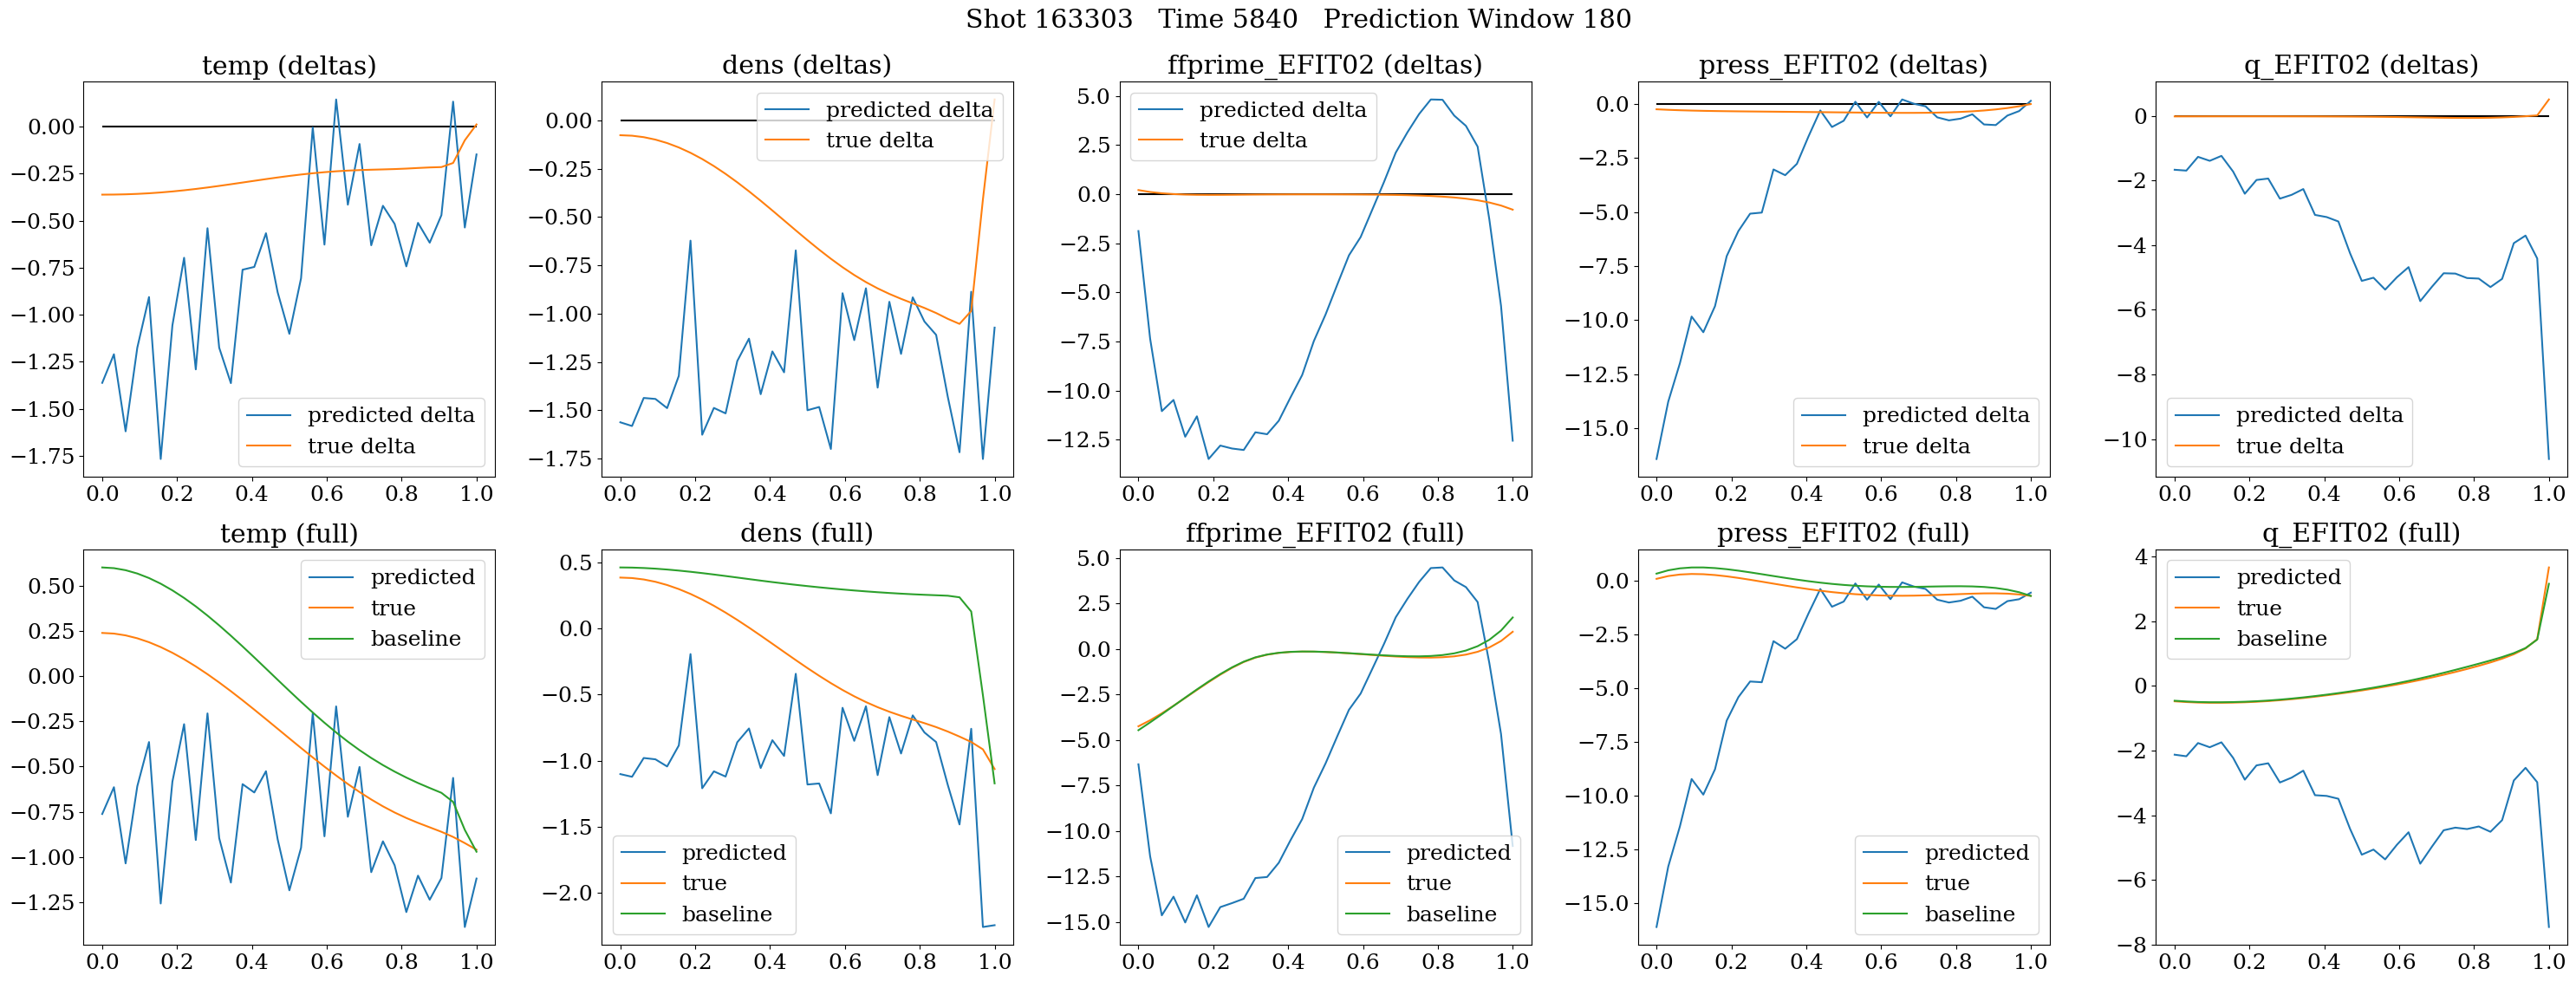 Shot 163303   Time 5840   Prediction Window 180
temp (deltas)
0.00
−0.25
−0.50
−0.75
−1.00
−1.25
−1.50
−1.75
0.0 0.2 0.4 0.6 0.8 1.0
predicted delta
true delta
dens (deltas)
0.00
−0.25
−0.50
−0.75
−1.00
−1.25
−1.50
−1.75
0.0 0.2 0.4 0.6 0.8 1.0
predicted delta
true delta
ffprime_EFIT02 (deltas)
5.0
2.5
0.0
−2.5
−5.0
−7.5
−10.0
−12.5
0.0 0.2 0.4 0.6 0.8 1.0
predicted delta
true delta
press_EFIT02 (deltas)
0.0
−2.5
−5.0
−7.5
−10.0
−12.5
−15.0
0.0 0.2 0.4 0.6 0.8 1.0
predicted delta
true delta
q_EFIT02 (deltas)
0
−2
−4
−6
−8
−10
0.0 0.2 0.4 0.6 0.8 1.0
predicted delta
true delta
temp (full)
0.50
0.25
0.00
−0.25
−0.50
−0.75
−1.00
−1.25
0.0 0.2 0.4 0.6 0.8 1.0
predicted
true
baseline
dens (full)
0.5
0.0
−0.5
−1.0
−1.5
−2.0
0.0 0.2 0.4 0.6 0.8 1.0
predicted
true
baseline
ffprime_EFIT02 (full)
5.0
2.5
0.0
−2.5
−5.0
−7.5
−10.0
−12.5
−15.0
0.0 0.2 0.4 0.6 0.8 1.0
predicted
true
baseline
press_EFIT02 (full)
0.0
−2.5
−5.0
−7.5
−10.0
−12.5
−15.0
0.0 0.2 0.4 0.6 0.8 1.0
predicted
true
baseline
q_EFIT02 (full)
4
2
0
−2
−4
−6
−8
0.0 0.2 0.4 0.6 0.8 1.0
predicted
true
baseline